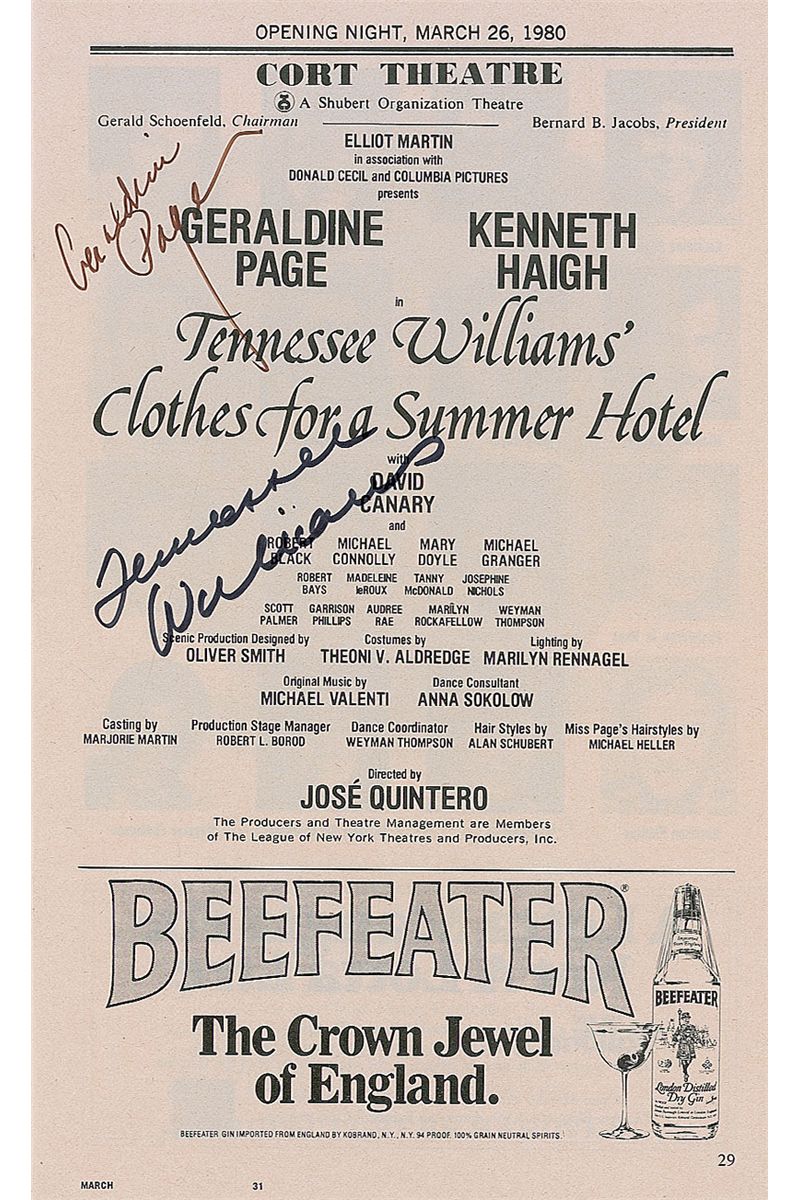 OPENING NIGHT, MARCH 26, 1980
CORT THEATRE
A Shubert Organization Theatre
Gerald Schoenfeld, Chairman Bernard B. Jacobs, President
ELLIOT MARTIN
in association with
DONALD CECIL and COLUMBIA PICTURES
presents
Geraldine
Page
GERALDINE KENNETH
PAGE HAIGH
in
Tennessee Williams'
Clothes for a Summer Hotel
with
DAVID
CANARY
Tennessee
Williams
and
ROBERT MICHAEL MARY MICHAEL
BLACK CONNOLLY DOYLE GRANGER
ROBERT MADELEINE TANNY JOSEPHINE
BAYS leROUX McDONALD NICHOLS
SCOTT GARRISON AUDREE MARILYN WEYMAN
PALMER PHILLIPS RAE ROCKAFELLOW THOMPSON
Scenic Production Designed by Costumes by Lighting by
OLIVER SMITH THEONI V. ALDREDGE MARILYN RENNAGEL
Original Music by Dance Consultant
MICHAEL VALENTI ANNA SOKOLOW
Casting by Production Stage Manager Dance Coordinator Hair Styles by Miss Page's Hairstyles by
MARJORIE MARTIN ROBERT L. BOROD WEYMAN THOMPSON ALAN SCHUBERT MICHAEL HELLER
Directed by
JOSÉ QUINTERO
The Producers and Theatre Management are Members
of The League of New York Theatres and Producers, Inc.
BEEFEATER®
The Crown Jewel
of England.
Imported
from England
BEEFEATER
London Distilled
Dry Gin
BEEFEATER GIN IMPORTED FROM ENGLAND BY KOBRAND, N.Y., N.Y. 94 PROOF. 100% GRAIN NEUTRAL SPIRITS.
29
MARCH 31